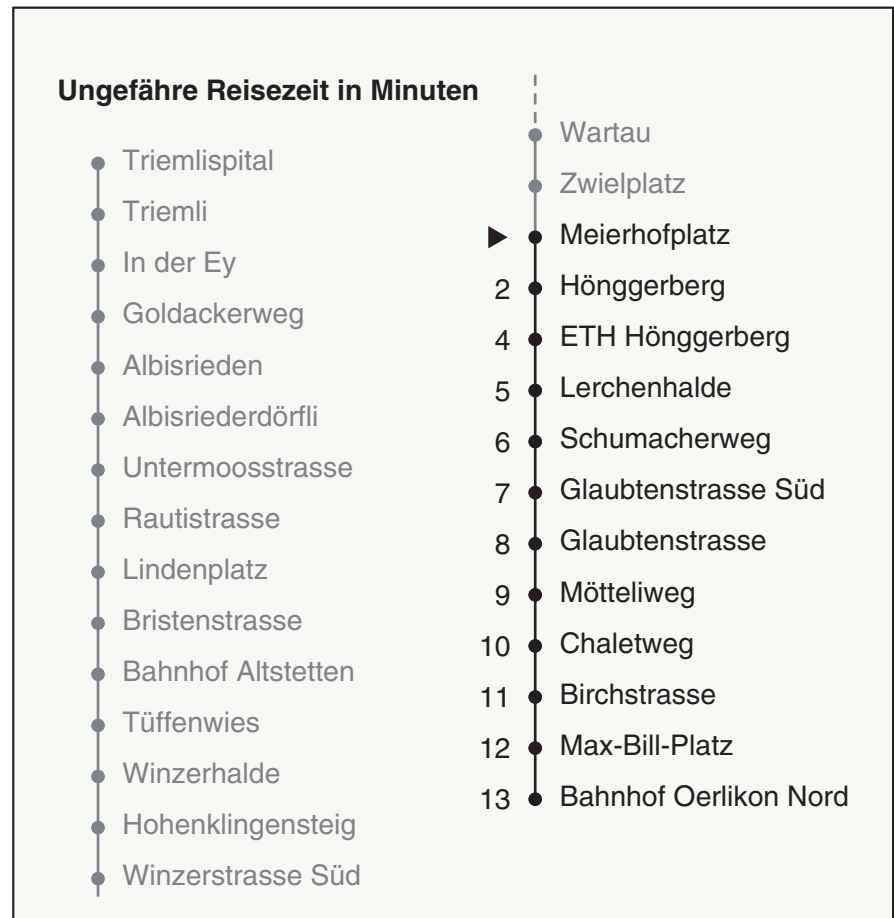 Ungefähre Reisezeit in Minuten
Triemlispital
Triemli
In der Ey
Goldackerweg
Albisrieden
Albisriederdörfli
Untermoosstrasse
Rautistrasse
Lindenplatz
Bristenstrasse
Bahnhof Altstetten
Tüffenwies
Winzerhalde
Hohenklingensteig
Winzerstrasse Süd
Wartau
Zwielplatz
Meierhofplatz
2 Hönggerberg
4 ETH Hönggerberg
5 Lerchenhalde
6 Schumacherweg
7 Glaubtenstrasse Süd
8 Glaubtenstrasse
9 Mötteliweg
10 Chaletweg
11 Birchstrasse
12 Max-Bill-Platz
13 Bahnhof Oerlikon Nord